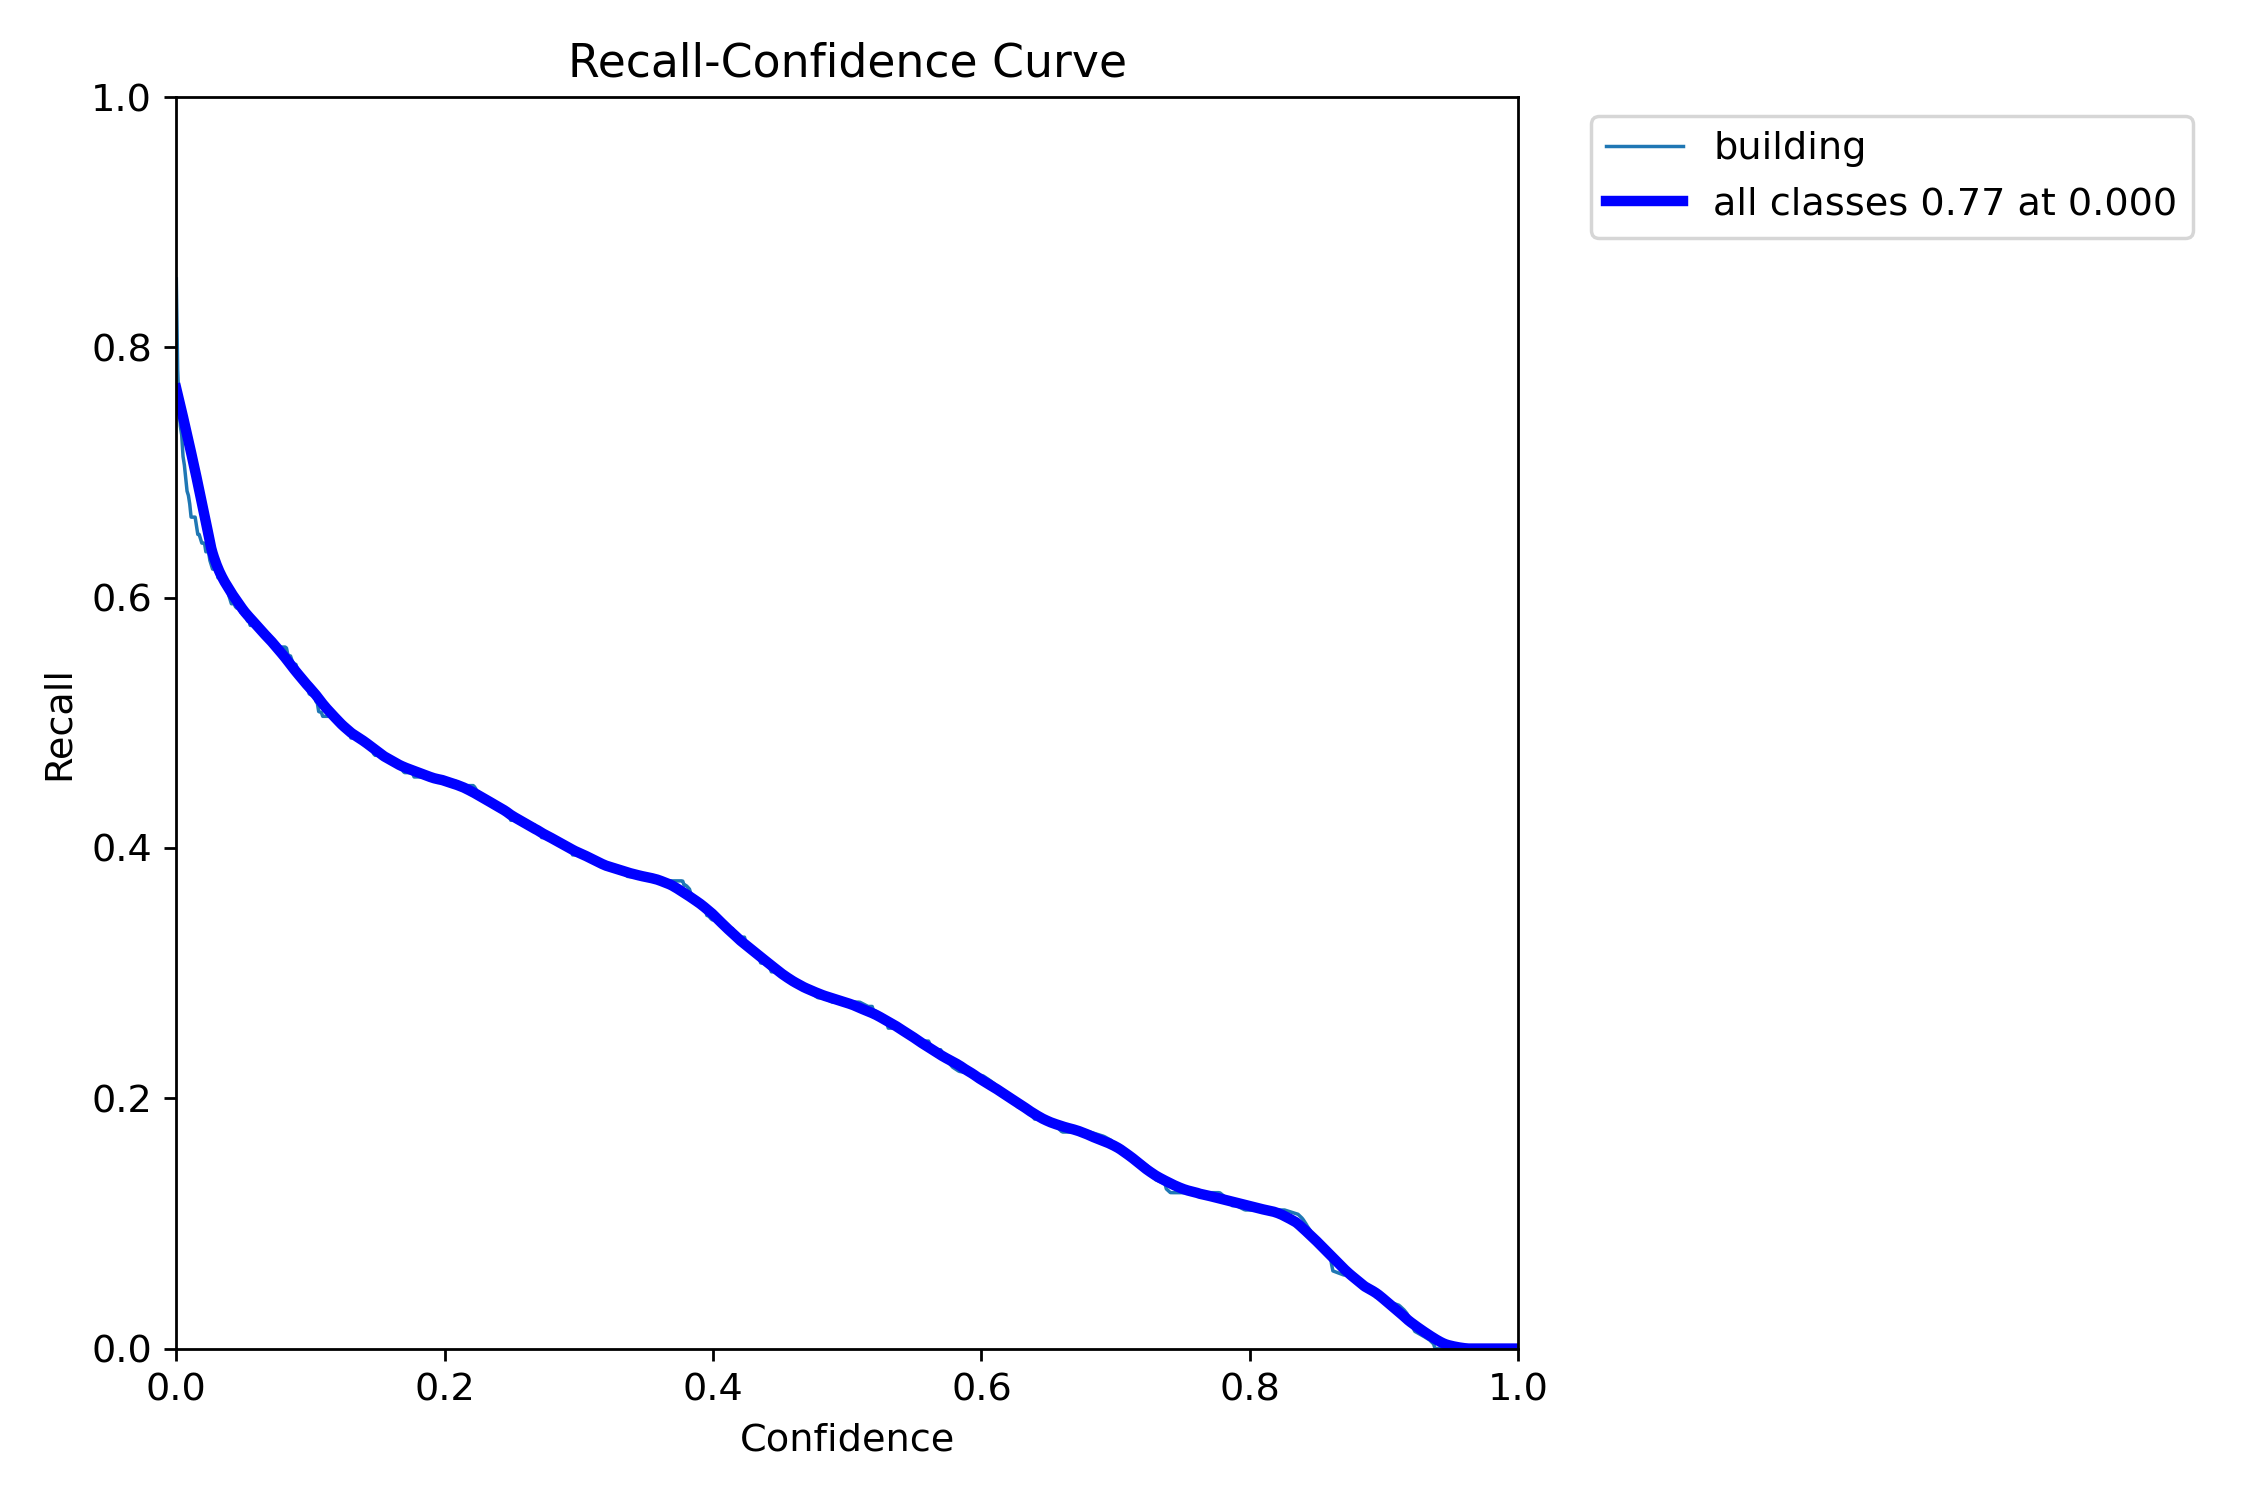 Recall-Confidence Curve
1.0
0.8
0.6
0.4
0.2
0.0
Recall
0.0 0.2 0.4 0.6 0.8 1.0
Confidence
building
all classes 0.77 at 0.000